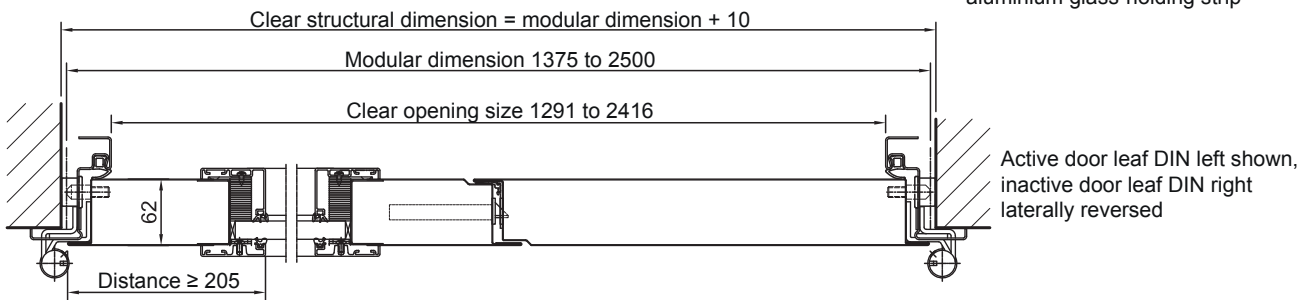 aluminium glass-holding strip
Clear structural dimension = modular dimension + 10
Modular dimension 1375 to 2500
Clear opening size 1291 to 2416
Active door leaf DIN left shown,
inactive door leaf DIN right
laterally reversed
62
Distance ≥ 205